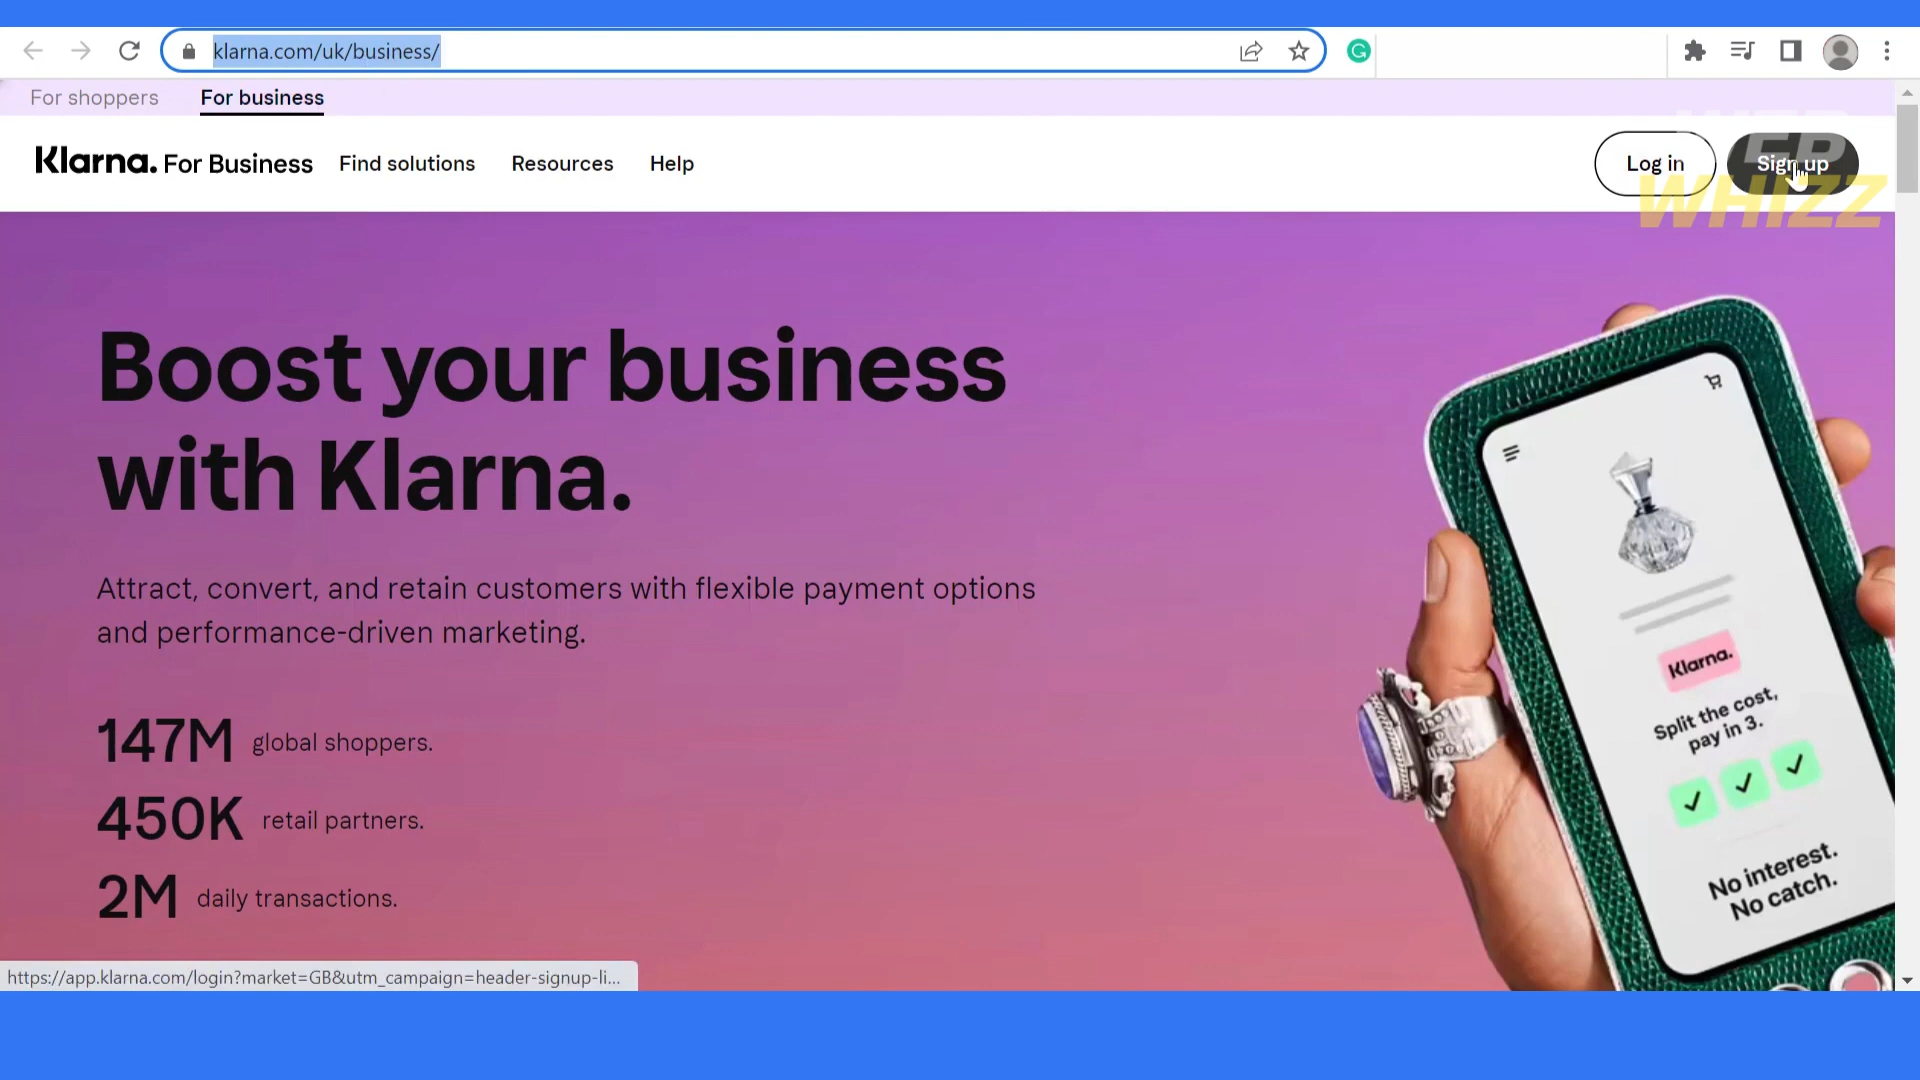 klarna.com/uk/business/
For shoppers For business
Klarna. For Business Find solutions Resources Help Log in Sign up
WEB
WHIZZ
Boost your business
with Klarna.
Attract, convert, and retain customers with flexible payment options
and performance-driven marketing.
147M global shoppers.
450K retail partners.
2M daily transactions.
Klarna.
Split the cost,
pay in 3.
No interest.
No catch.
https://app.klarna.com/login?market=GB&utm_campaign=header-signup-li...